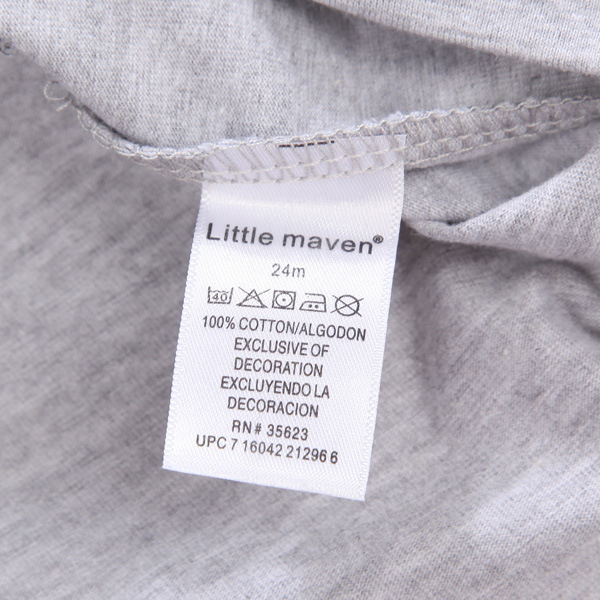 Little maven®
24m
40
100% COTTON/ALGODON
EXCLUSIVE OF
DECORATION
EXCLUYENDO LA
DECORACION
RN# 35623
UPC 7 16042 21296 6